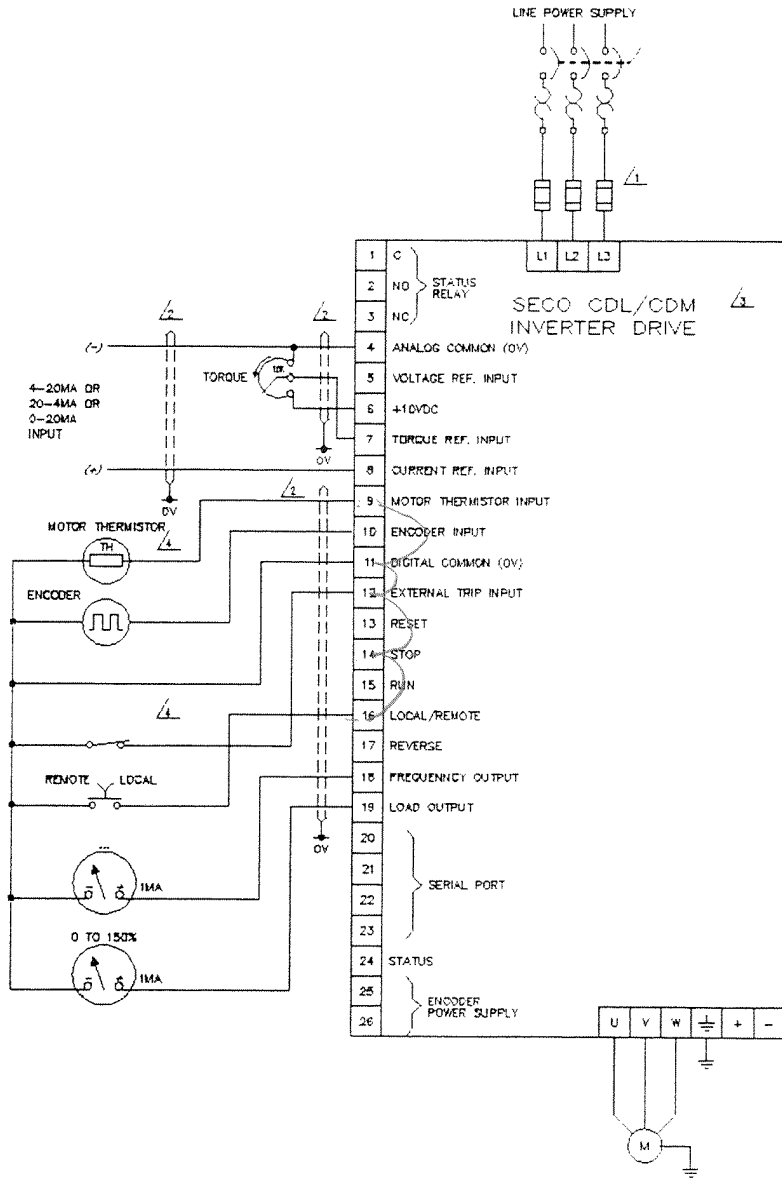 LINE POWER SUPPLY
1
L1 L2 L3
SECO CDL/CDM
INVERTER DRIVE
3
1 C
2 NO
3 NC
STATUS
RELAY
4 ANALOG COMMON (0V)
5 VOLTAGE REF. INPUT
6 +10VDC
7 TORQUE REF. INPUT
8 CURRENT REF. INPUT
9 MOTOR THERMISTOR INPUT
10 ENCODER INPUT
11 DIGITAL COMMON (0V)
12 EXTERNAL TRIP INPUT
13 RESET
14 STOP
15 RUN
16 LOCAL/REMOTE
17 REVERSE
18 FREQUENNCY OUTPUT
19 LOAD OUTPUT
20
21
22
23
SERIAL PORT
24 STATUS
25
26
ENCODER
POWER SUPPLY
2
2
(-)
TORQUE
10K
4-20MA OR
20-4MA OR
0-20MA
INPUT
0V
(+)
0V
2
MOTOR THERMISTOR
4
TH
ENCODER
4
REMOTE LOCAL
0V
...
- +
1MA
0 TO 150%
- +
1MA
U V W + -
M